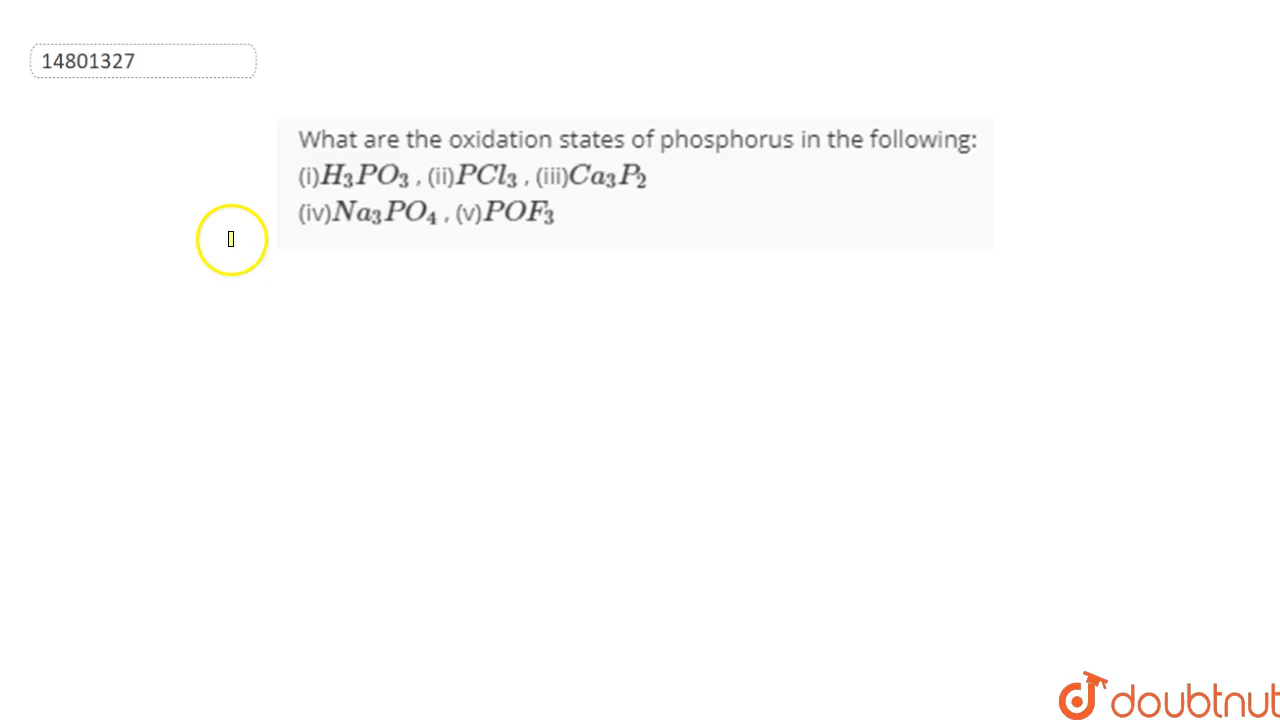 14801327
What are the oxidation states of phosphorus in the following:
(i)H₃PO₃ , (ii)PCl₃ , (iii)Ca₃P₂
(iv)Na₃PO₄ , (v)POF₃
doubtnut